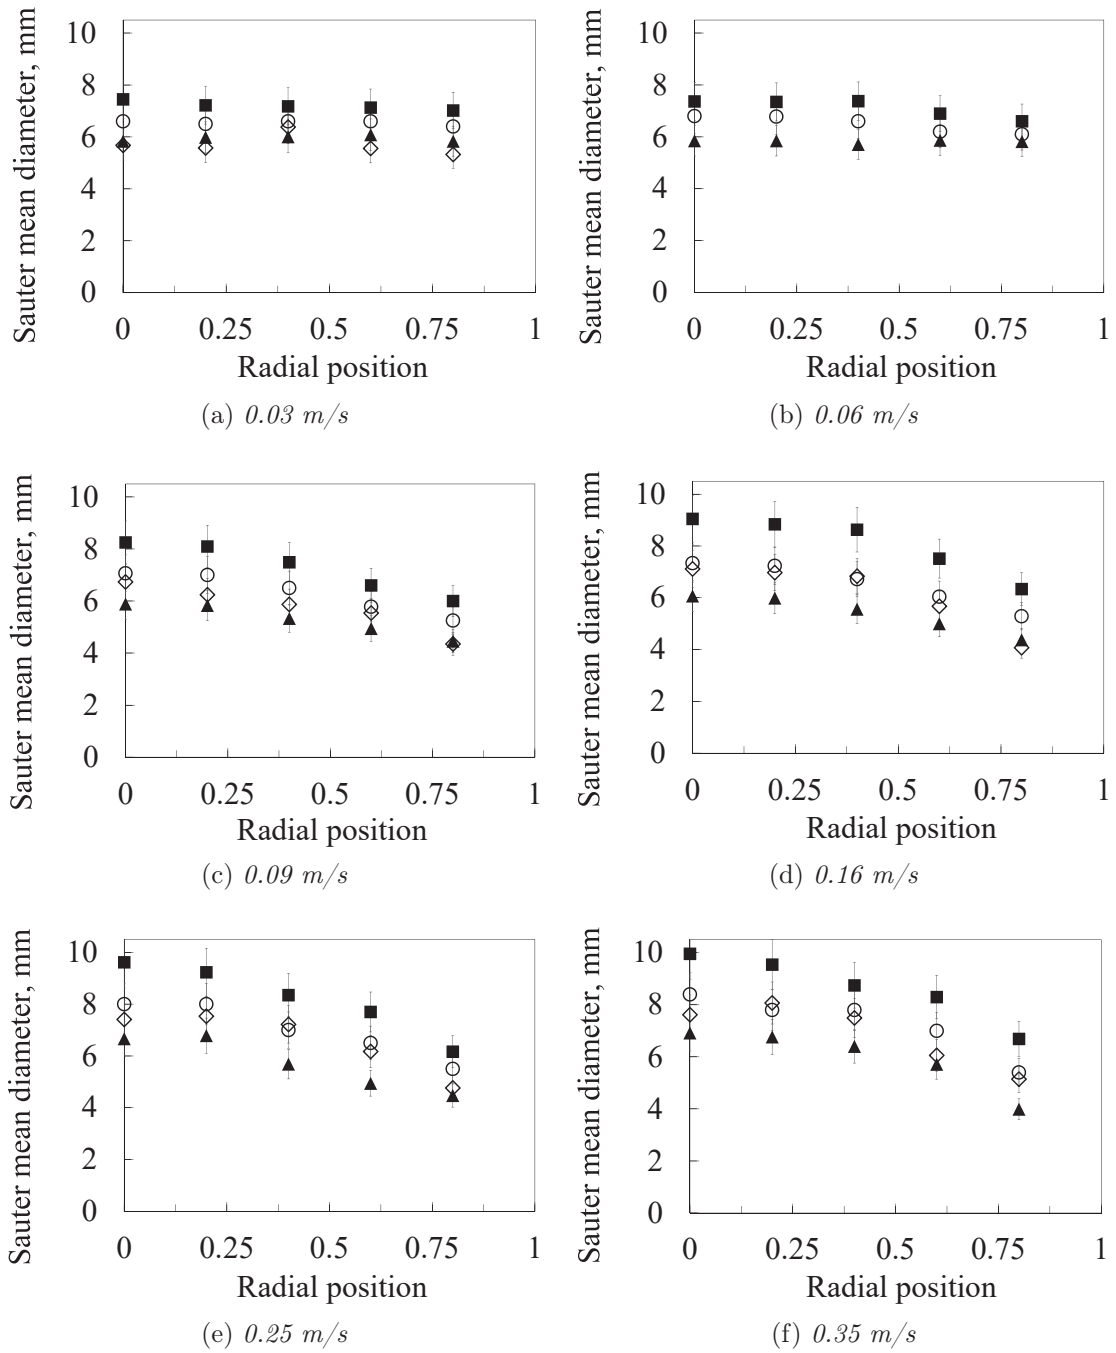 Sauter mean diameter, mm
10
8
6
4
2
0
0 0.25 0.5 0.75 1
Radial position
(a) 0.03 m/s
Sauter mean diameter, mm
10
8
6
4
2
0
0 0.25 0.5 0.75 1
Radial position
(b) 0.06 m/s
Sauter mean diameter, mm
10
8
6
4
2
0
0 0.25 0.5 0.75 1
Radial position
(c) 0.09 m/s
Sauter mean diameter, mm
10
8
6
4
2
0
0 0.25 0.5 0.75 1
Radial position
(d) 0.16 m/s
Sauter mean diameter, mm
10
8
6
4
2
0
0 0.25 0.5 0.75 1
Radial position
(e) 0.25 m/s
Sauter mean diameter, mm
10
8
6
4
2
0
0 0.25 0.5 0.75 1
Radial position
(f) 0.35 m/s